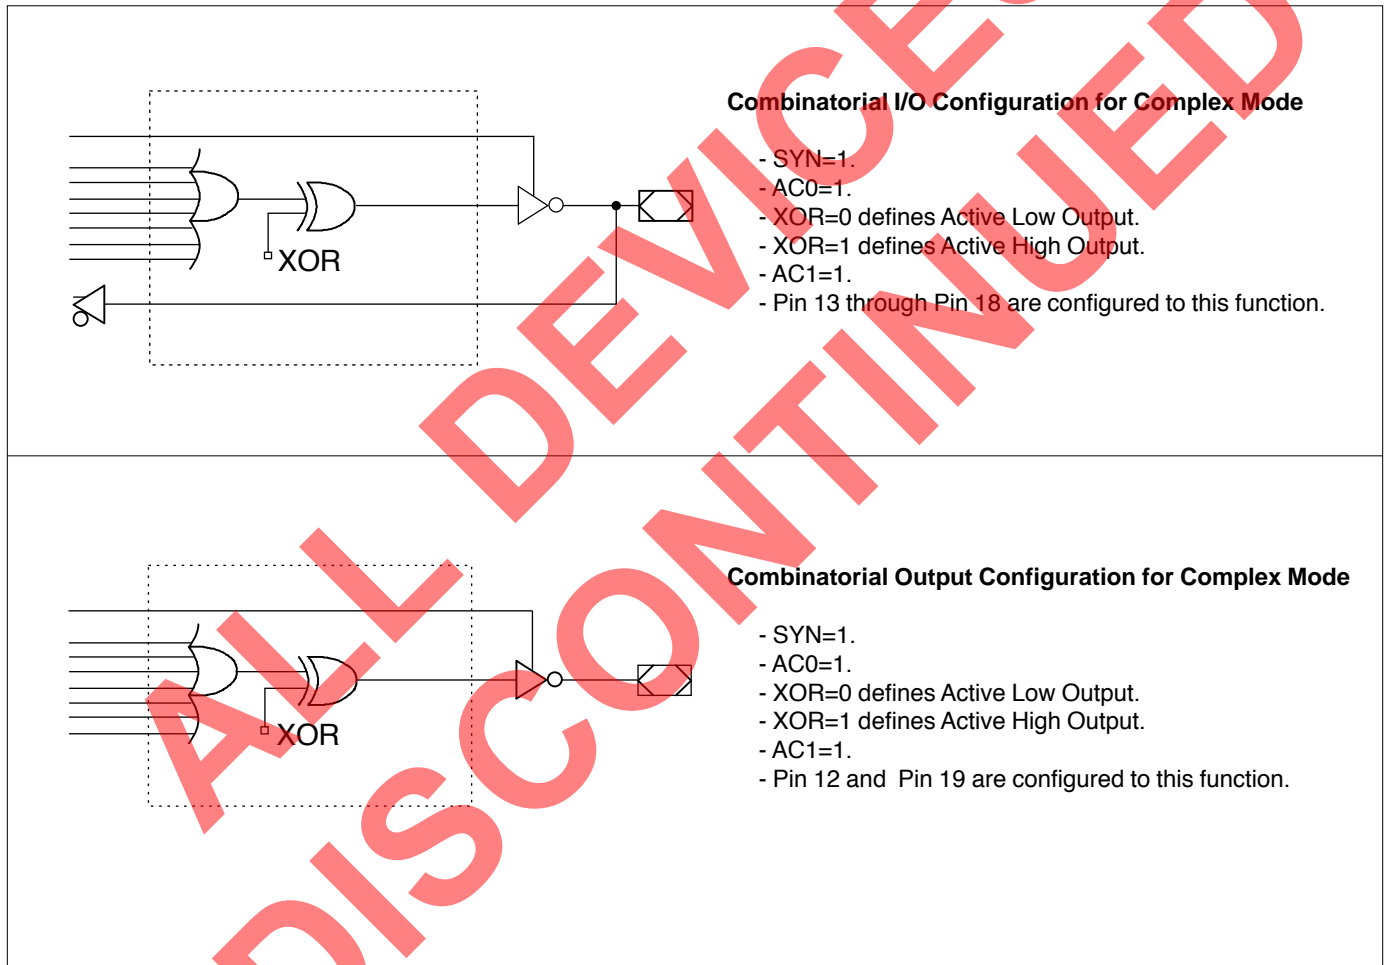 Combinatorial I/O Configuration for Complex Mode
- SYN=1.
- AC0=1.
- XOR=0 defines Active Low Output.
- XOR=1 defines Active High Output.
- AC1=1.
- Pin 13 through Pin 18 are configured to this function.
XOR
Combinatorial Output Configuration for Complex Mode
- SYN=1.
- AC0=1.
- XOR=0 defines Active Low Output.
- XOR=1 defines Active High Output.
- AC1=1.
- Pin 12 and  Pin 19 are configured to this function.
XOR
ALL DEVICES
DISCONTINUED